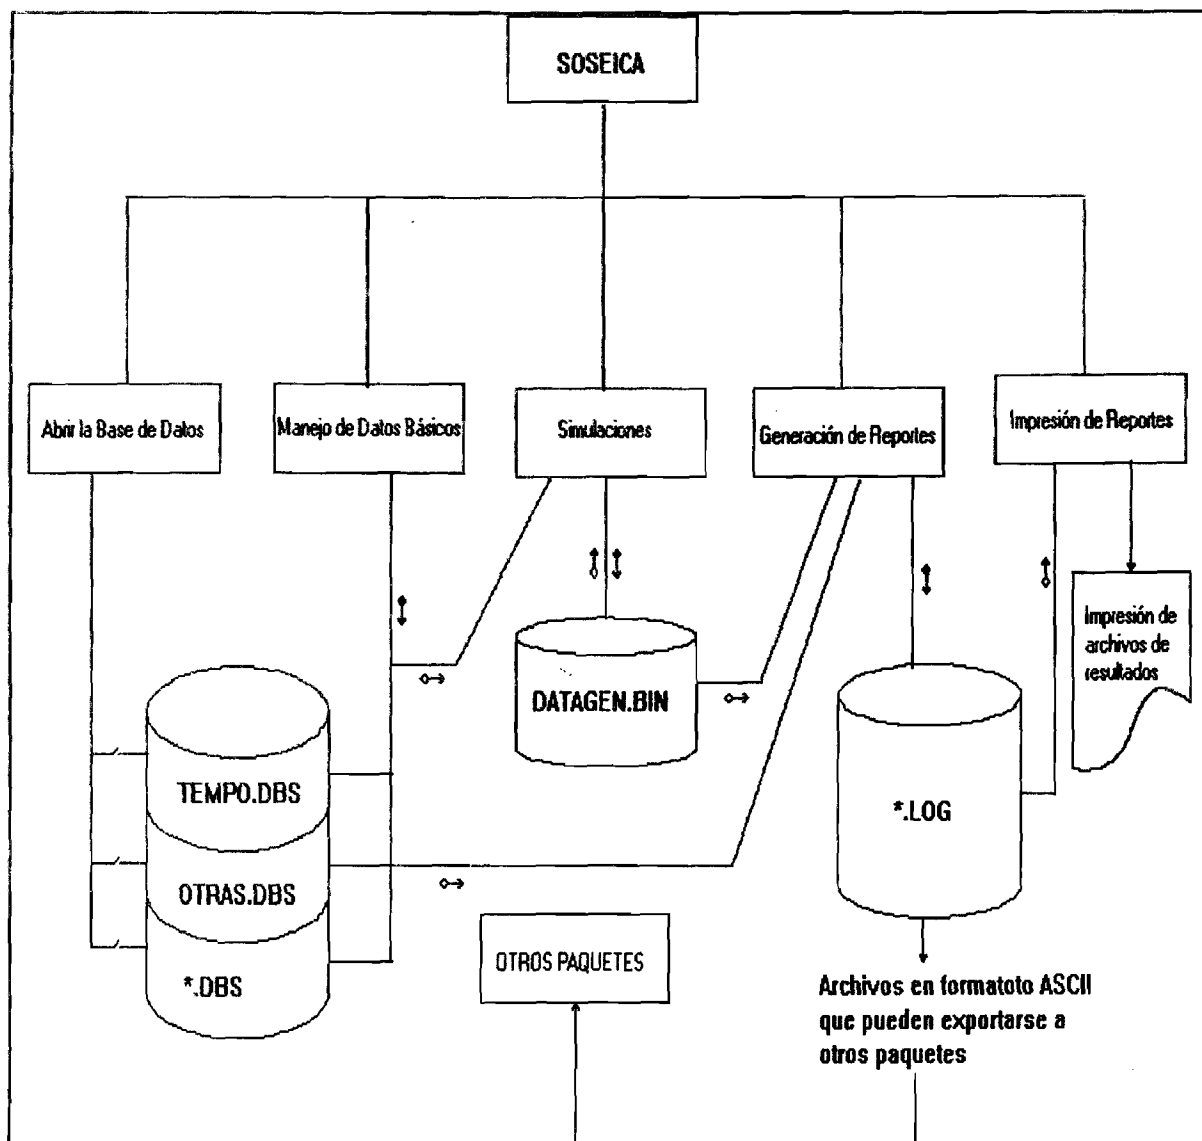 SOSEICA
Abrir la Base de Datos
Manejo de Datos Básicos
Simulaciones
Generación de Reportes
Impresión de Reportes
Impresión de
archivos de
resultados
DATAGEN.BIN
TEMPO.DBS
*.LOG
OTRAS.DBS
OTROS PAQUETES
*.DBS
Archivos en formatoto ASCII
que pueden exportarse a
otros paquetes